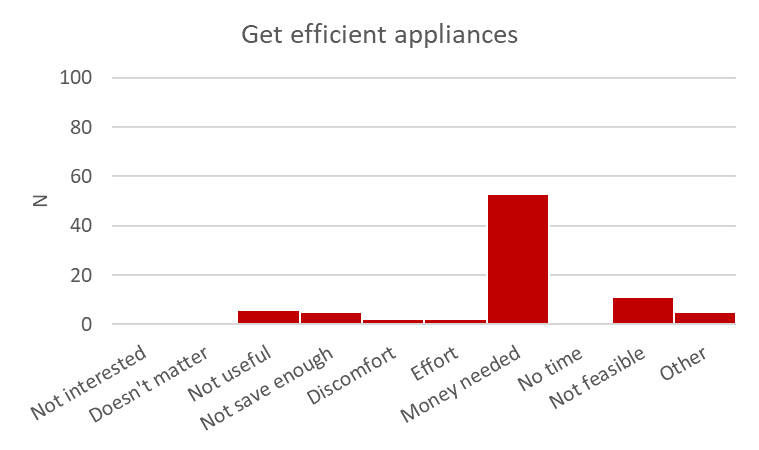 Get efficient appliances
100
80
60
40
20
0
N
Not interested
Doesn't matter
Not useful
Not save enough
Discomfort
Effort
Money needed
No time
Not feasible
Other